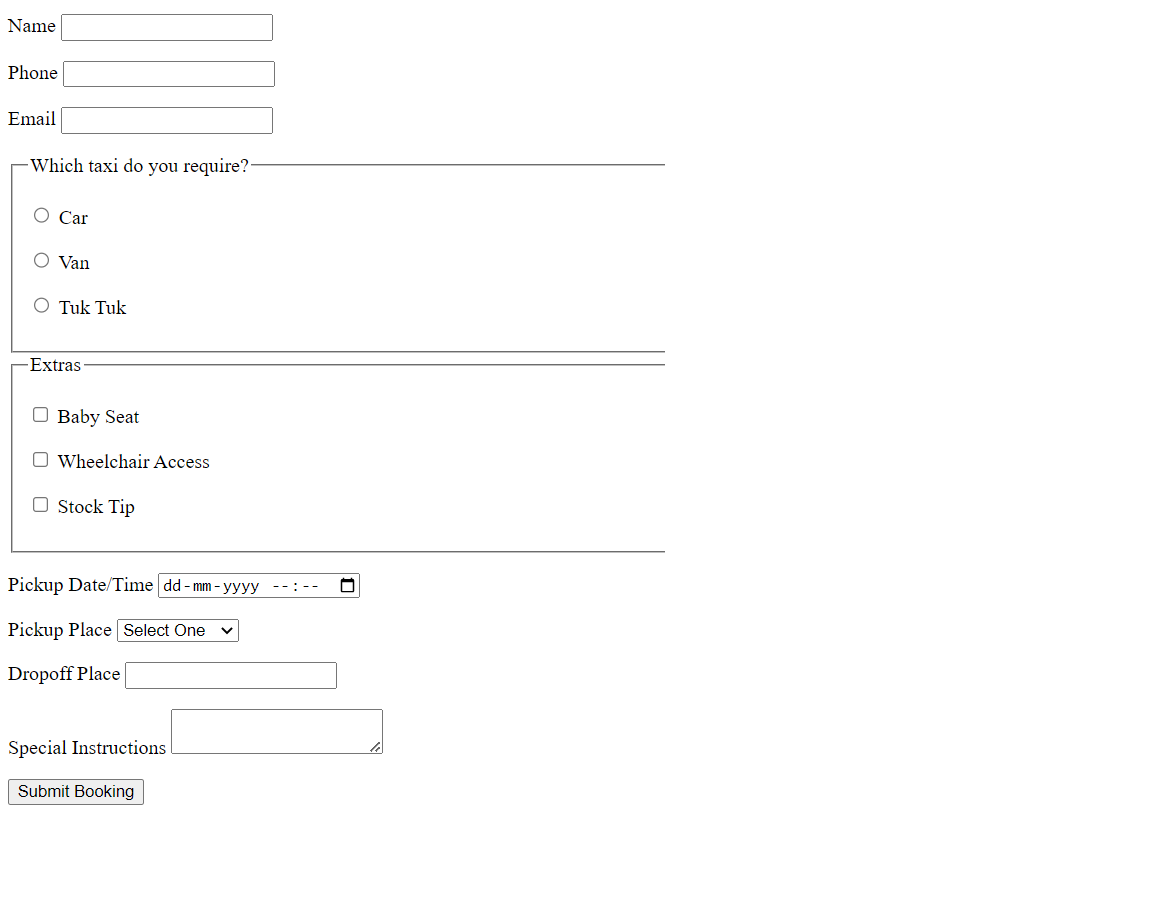 Name
Phone
Email
Which taxi do you require?
Car
Van
Tuk Tuk
Extras
Baby Seat
Wheelchair Access
Stock Tip
Pickup Date/Time dd-mm-yyyy --:--
Pickup Place Select One
Dropoff Place
Special Instructions
Submit Booking